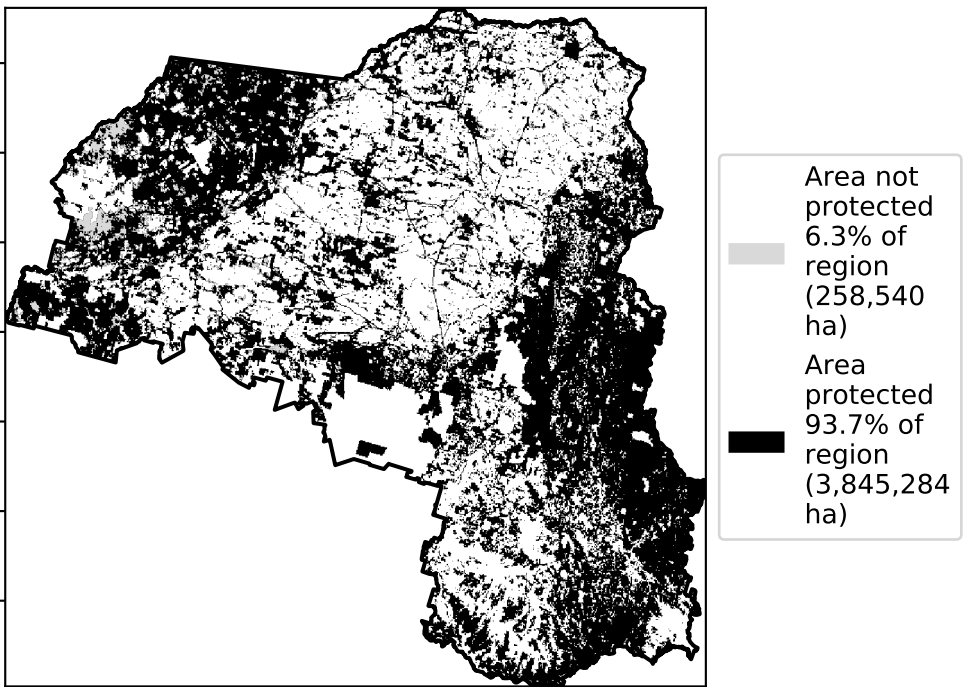 Area not
protected
6.3% of
region
(258,540
ha)
Area
protected
93.7% of
region
(3,845,284
ha)